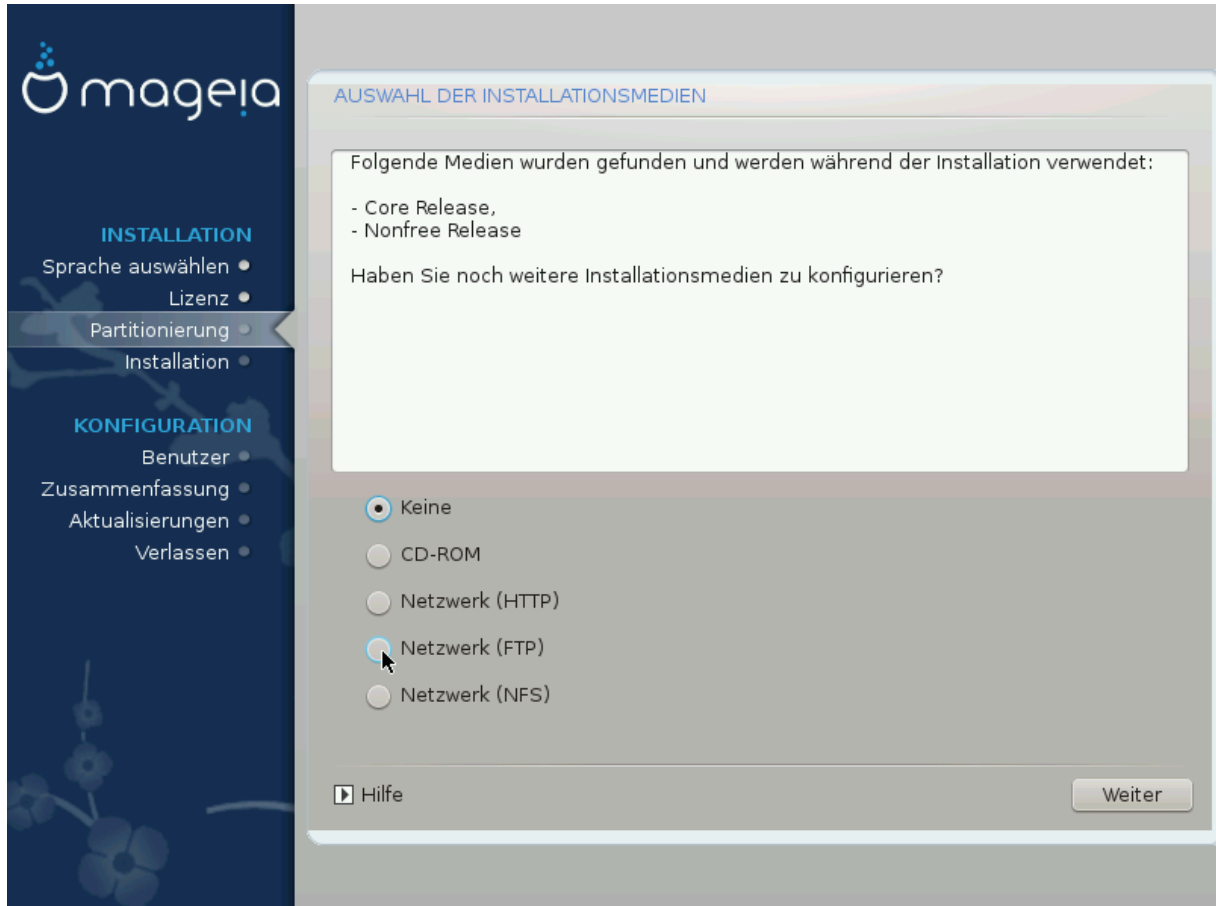 mageia
INSTALLATION
Sprache auswählen
Lizenz
Partitionierung
Installation
KONFIGURATION
Benutzer
Zusammenfassung
Aktualisierungen
Verlassen
AUSWAHL DER INSTALLATIONSMEDIEN
Folgende Medien wurden gefunden und werden während der Installation verwendet:
- Core Release,
- Nonfree Release
Haben Sie noch weitere Installationsmedien zu konfigurieren?
Keine
CD-ROM
Netzwerk (HTTP)
Netzwerk (FTP)
Netzwerk (NFS)
Hilfe
Weiter